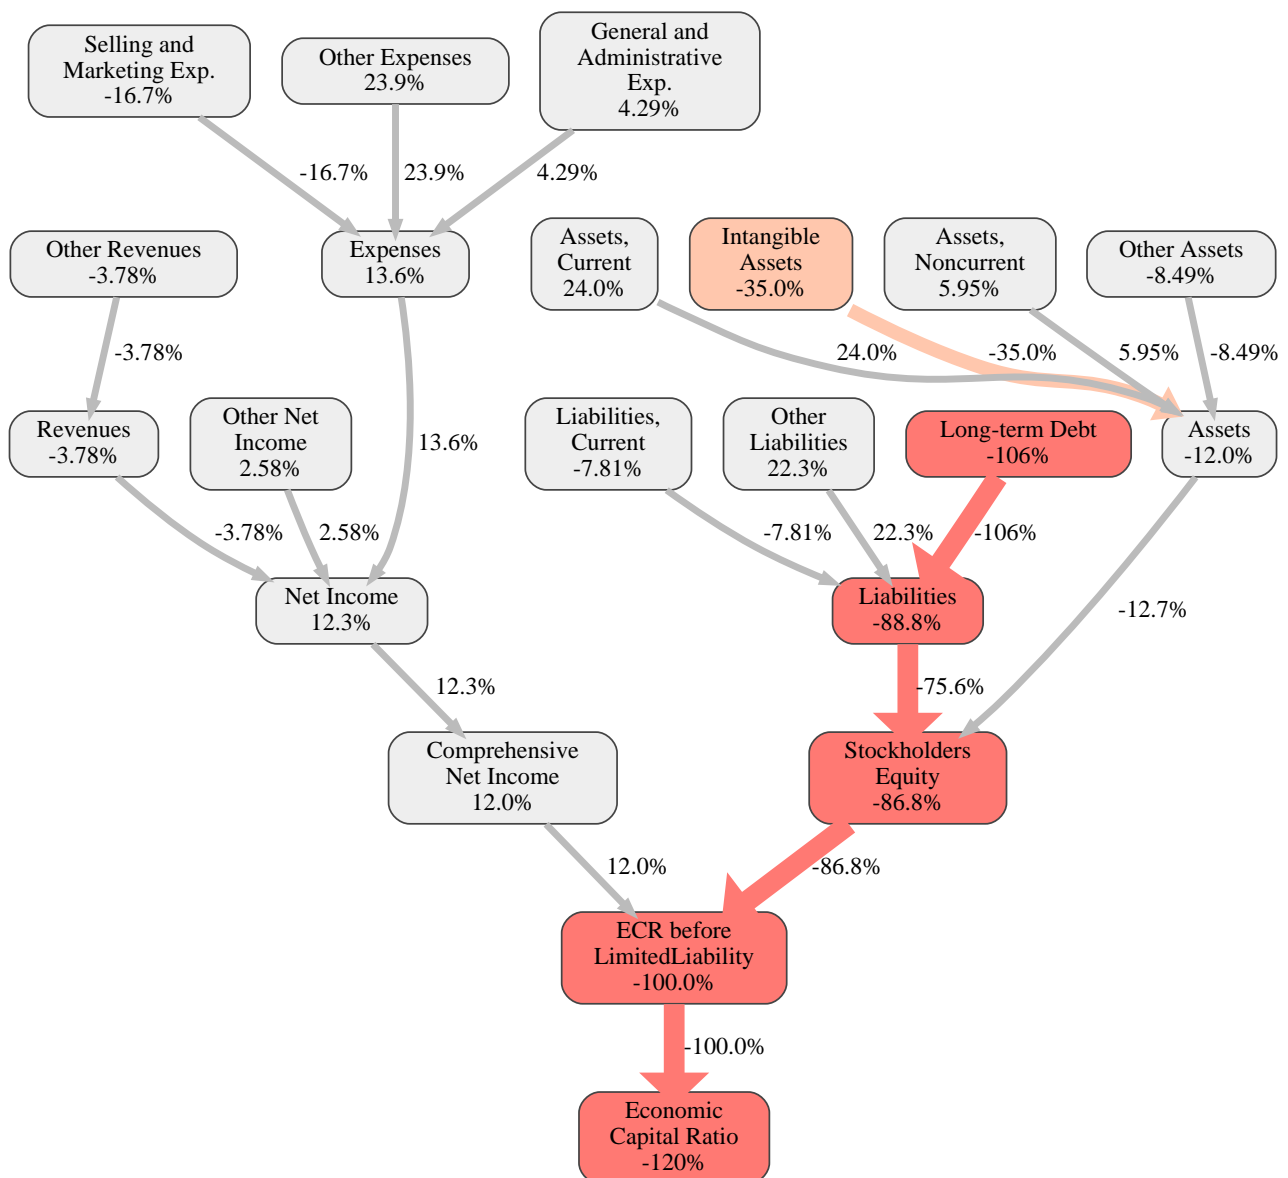 Selling and
Marketing Exp.
-16.7%
Other Expenses
23.9%
General and
Administrative
Exp.
4.29%
-16.7%
23.9%
4.29%
Other Revenues
-3.78%
Expenses
13.6%
Assets,
Current
24.0%
Intangible
Assets
-35.0%
Assets,
Noncurrent
5.95%
Other Assets
-8.49%
-3.78%
24.0%
-35.0%
5.95%
-8.49%
Revenues
-3.78%
Other Net
Income
2.58%
13.6%
Liabilities,
Current
-7.81%
Other
Liabilities
22.3%
Long-term Debt
-106%
Assets
-12.0%
-3.78%
2.58%
-7.81%
22.3%
-106%
Net Income
12.3%
Liabilities
-88.8%
-12.7%
12.3%
-75.6%
Comprehensive
Net Income
12.0%
Stockholders
Equity
-86.8%
12.0%
-86.8%
ECR before
LimitedLiability
-100.0%
-100.0%
Economic
Capital Ratio
-120%